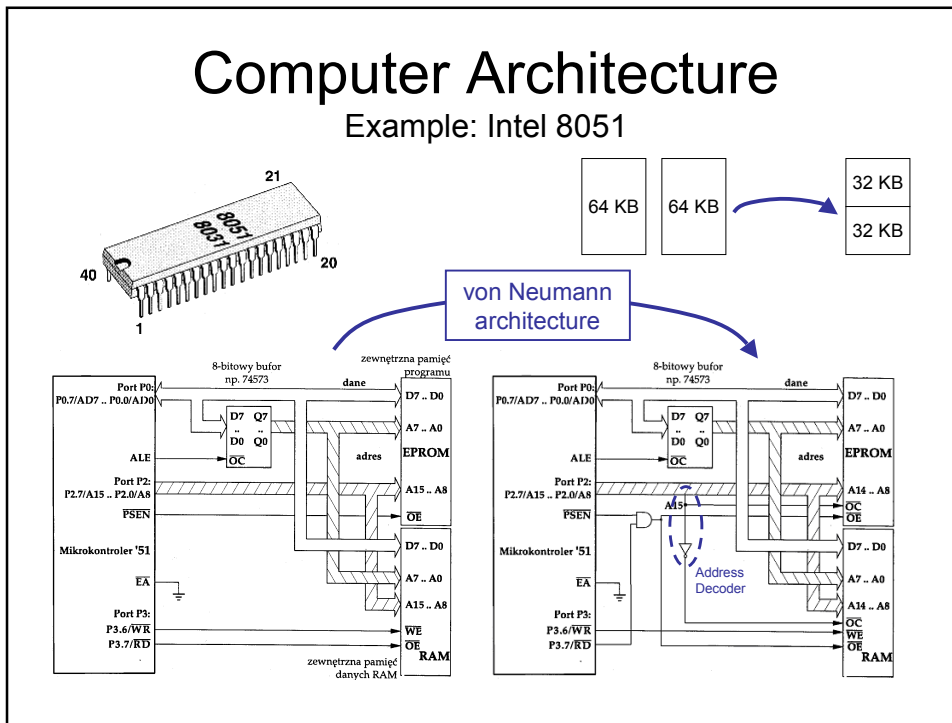 Computer Architecture
Example: Intel 8051
21
8051
8031
40
20
1
64 KB
64 KB
32 KB
32 KB
von Neumann
architecture
8-bitowy bufor
np. 74573
zewnętrzna pamięć
programu
Port P0:
P0.7/AD7 .. P0.0/AD0
dane
D7 .. D0
D7 Q7
.. ..
D0 Q0
OC
A7 .. A0
ALE
adres
EPROM
Port P2:
P2.7/A15 .. P2.0/A8
A15 .. A8
PSEN
OE
D7 .. D0
Mikrokontroler '51
EA
A7 .. A0
A15 .. A8
Port P3:
P3.6/WR
WE
P3.7/RD
OE
RAM
zewnętrzna pamięć
danych RAM
8-bitowy bufor
np. 74573
Port P0:
P0.7/AD7 .. P0.0/AD0
dane
D7 .. D0
D7 Q7
.. ..
D0 Q0
OC
A7 .. A0
ALE
adres
EPROM
Port P2:
P2.7/A15 .. P2.0/A8
A14 .. A8
A15
OC
PSEN
OE
D7 .. D0
Mikrokontroler '51
Address
Decoder
EA
A7 .. A0
A14 .. A8
Port P3:
OC
P3.6/WR
WE
P3.7/RD
OE
RAM